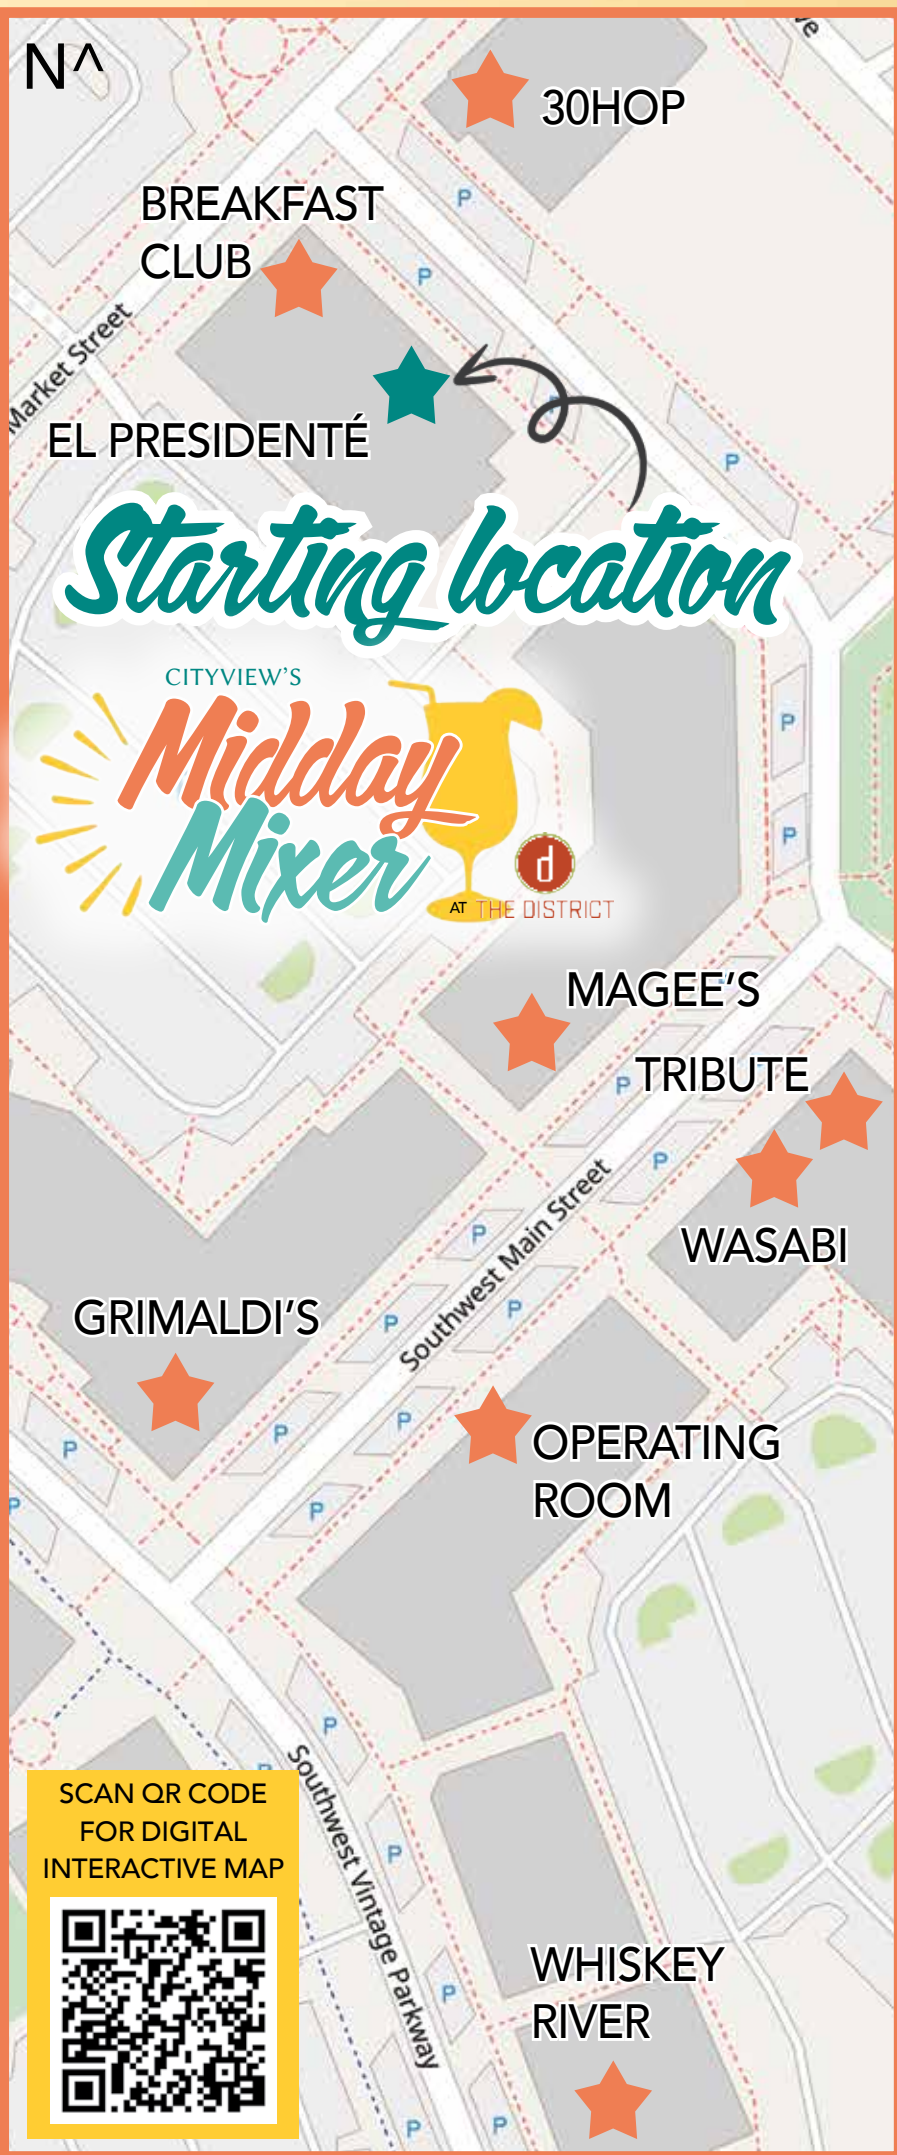 N^
ve
30HOP
P
BREAKFAST
CLUB
P
Market Street
EL PRESIDENTÉ
P
P
Starting location
CITYVIEW'S
Midday
Mixer
d
AT THE DISTRICT
P
P
MAGEE'S
P
TRIBUTE
P
P
WASABI
Southwest Main Street
GRIMALDI'S
P
P
P
P
P
P
OPERATING
ROOM
P
P
P
P
SCAN QR CODE
FOR DIGITAL
INTERACTIVE MAP
Southwest Vintage Parkway
P
WHISKEY
RIVER
P
P
P